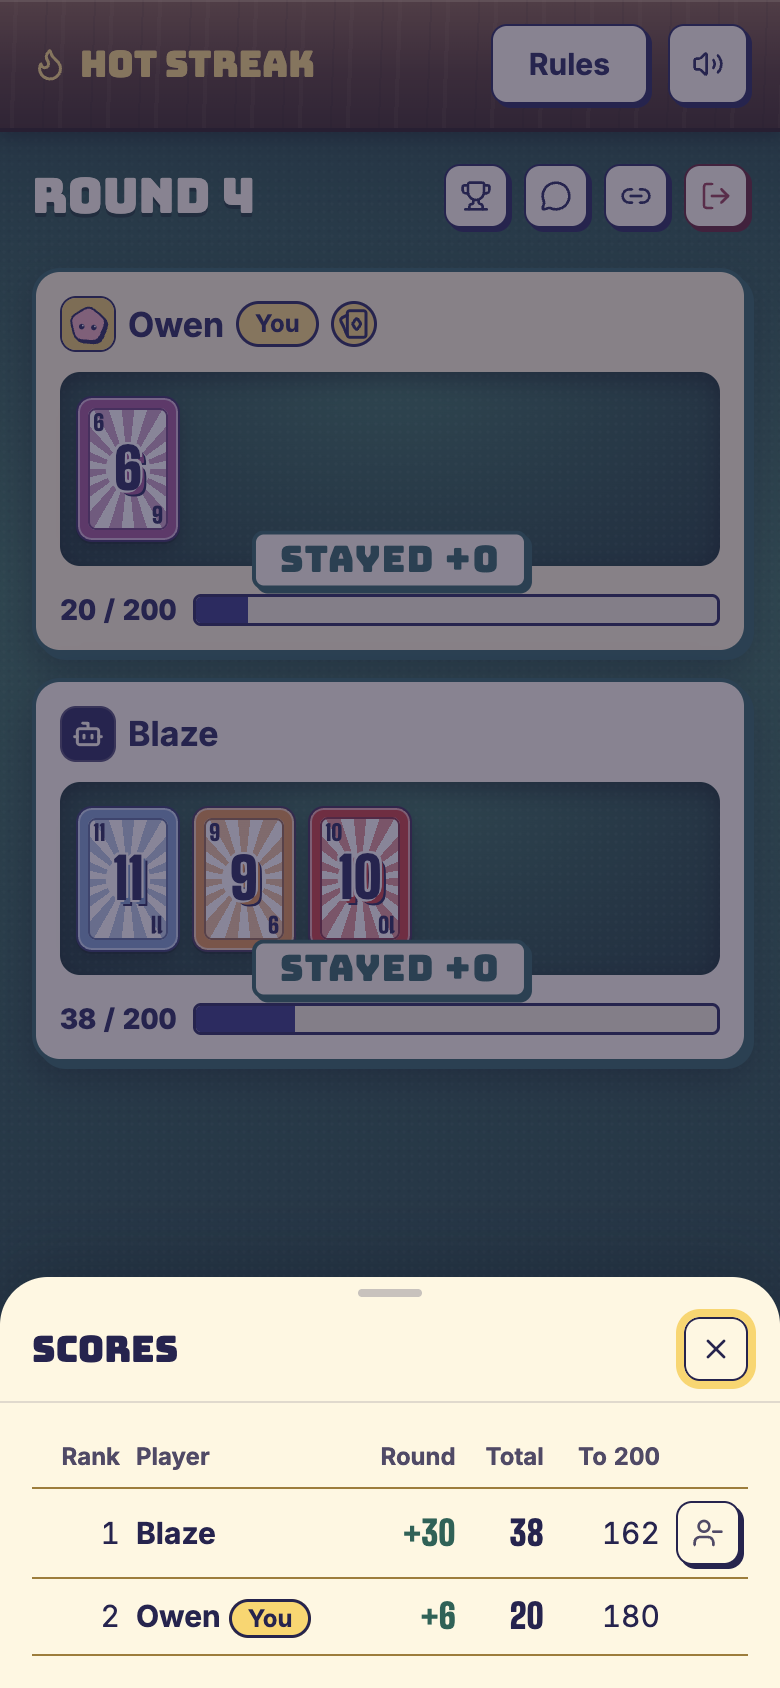 HOT STREAK
Rules
ROUND 4
Owen You
6
6
6
STAYED +0
20 / 200
Blaze
11 9 10
11 9 10
11 9 10
STAYED +0
38 / 200
SCORES
Rank Player Round Total To 200
1 Blaze +30 38 162
2 Owen You +6 20 180